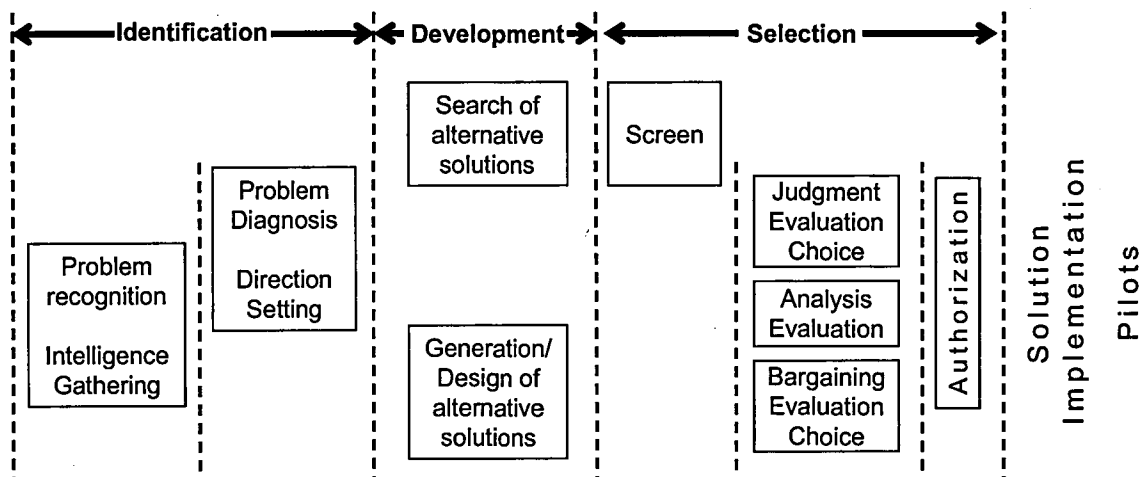 Identification
Development
Selection
Search of
alternative
solutions
Screen
Problem
Diagnosis
Direction
Setting
Judgment
Evaluation
Choice
Authorization
Solution
Implementation
Pilots
Problem
recognition
Intelligence
Gathering
Analysis
Evaluation
Generation/
Design of
alternative
solutions
Bargaining
Evaluation
Choice